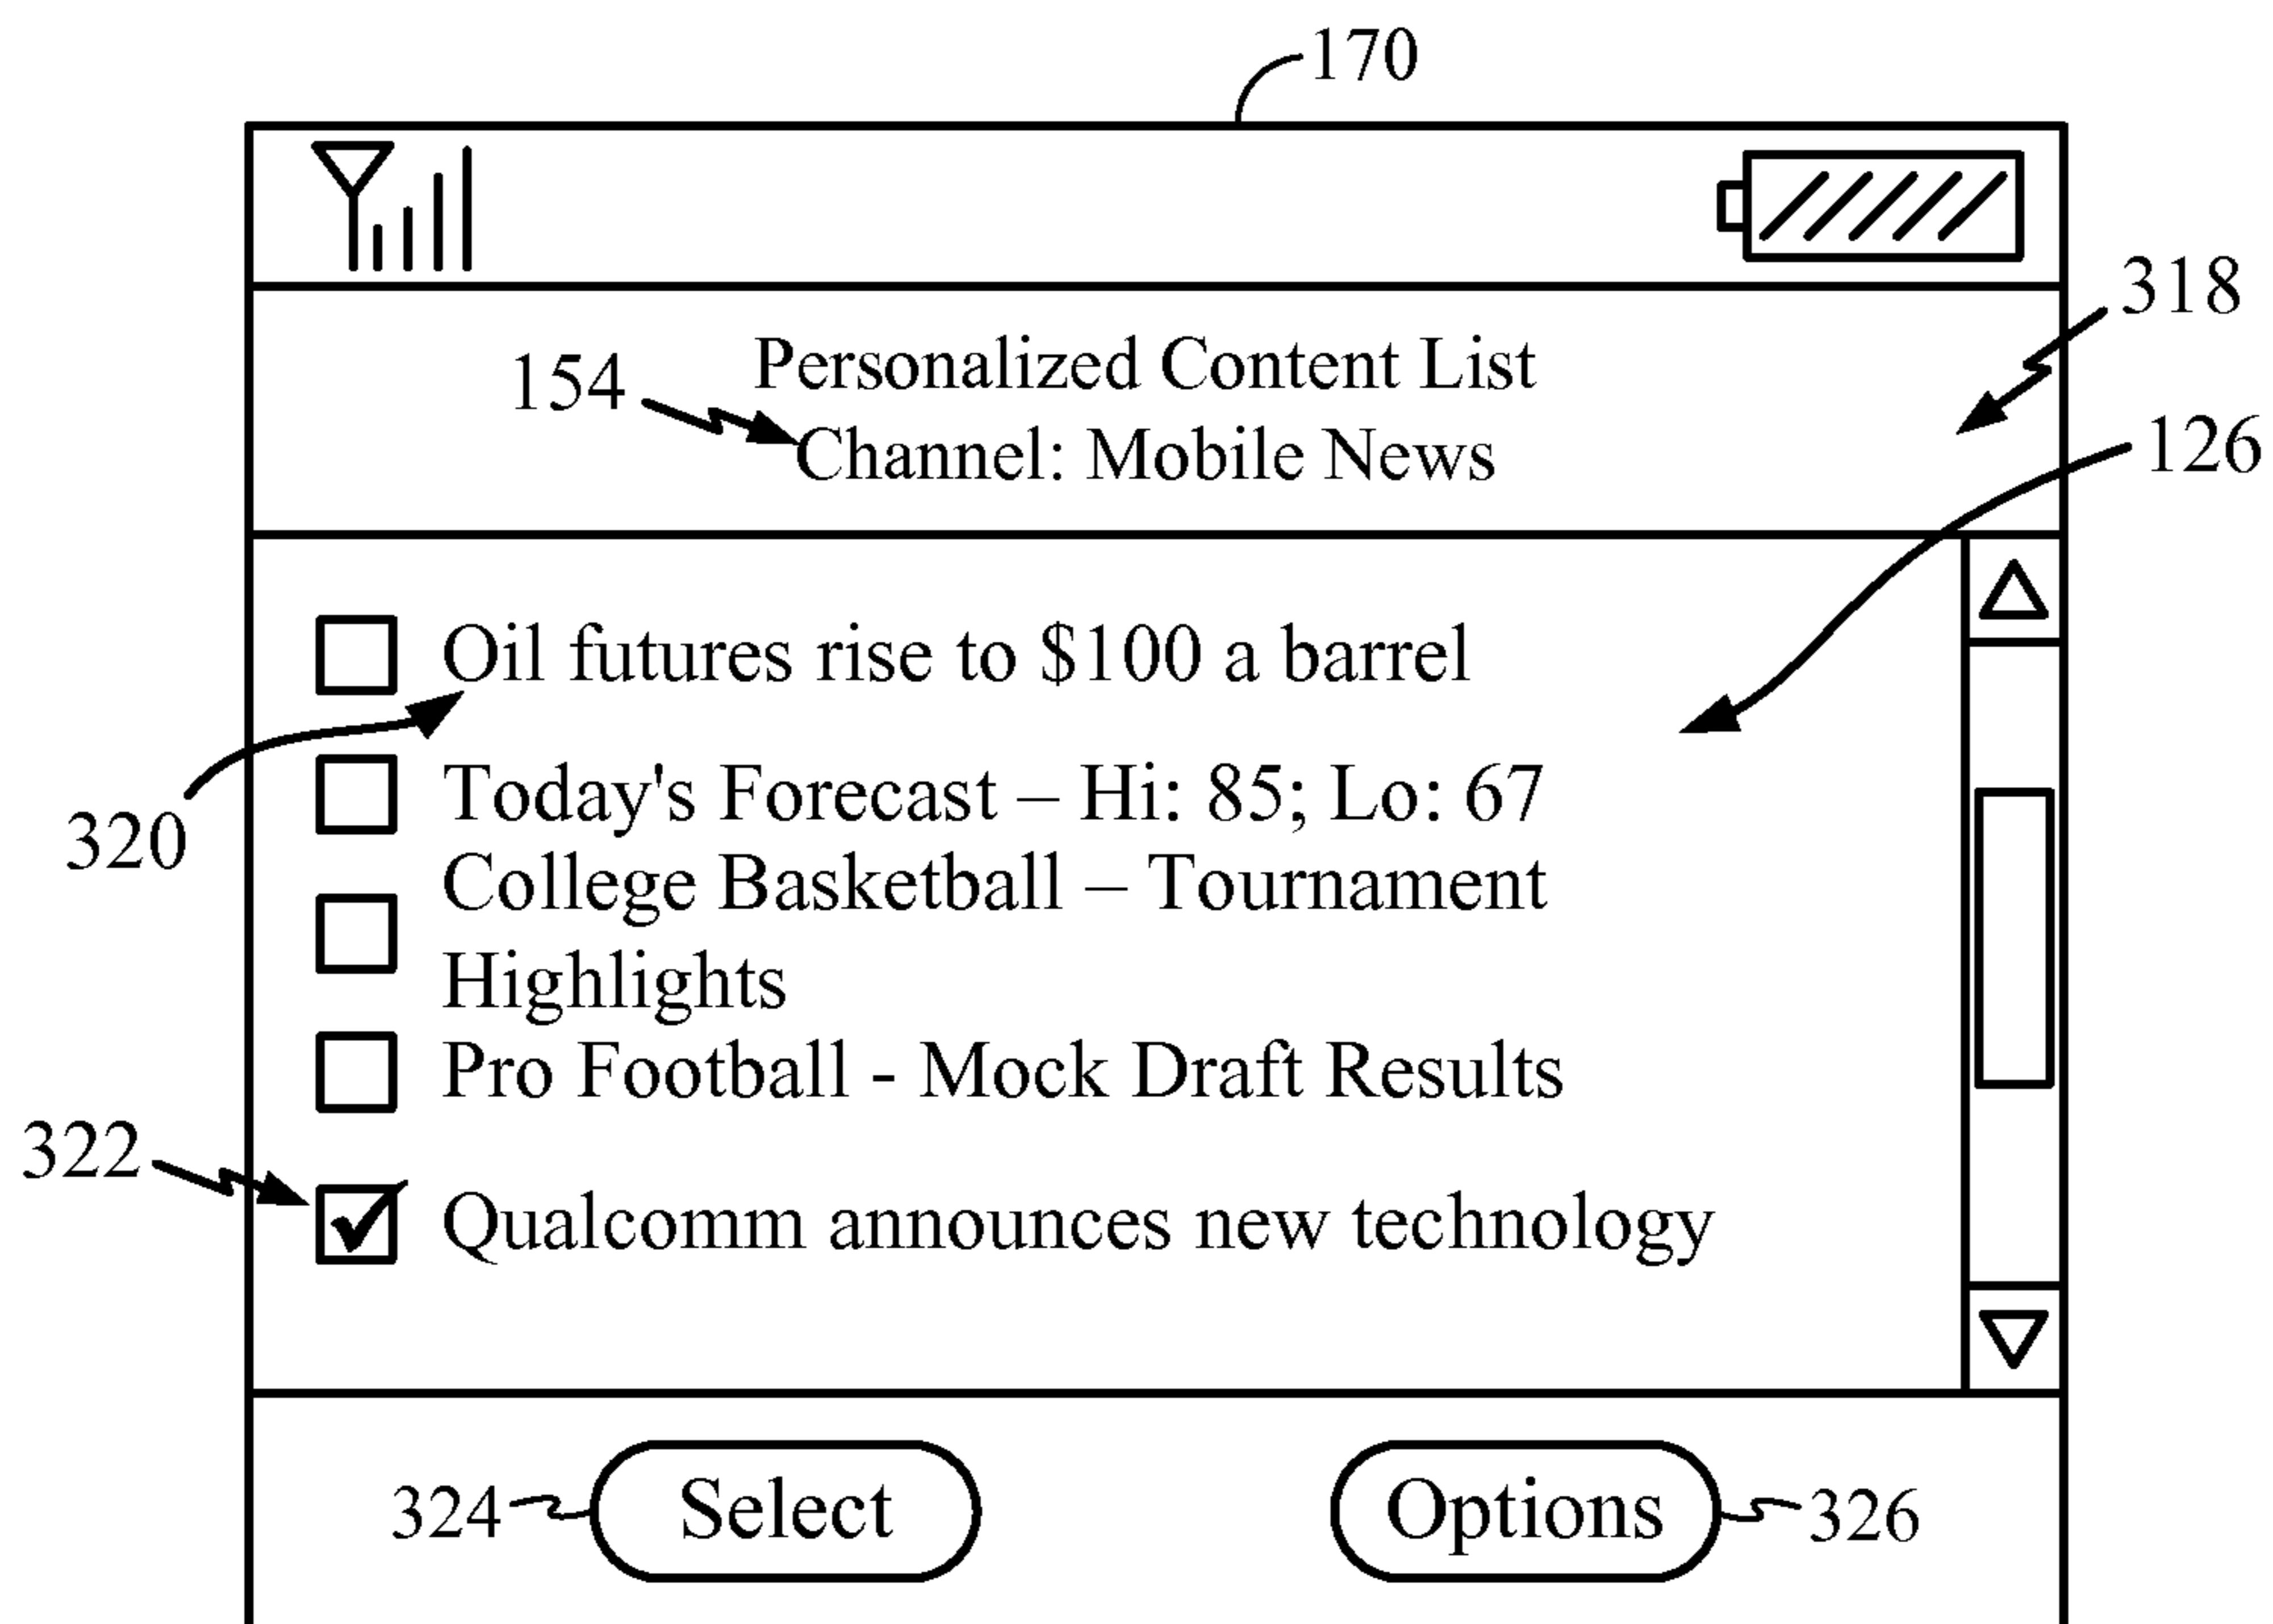 170
318
Personalized Content List
154
Channel: Mobile News
126
Oil futures rise to $100 a barrel
320
Today's Forecast – Hi: 85; Lo: 67
College Basketball – Tournament
Highlights
Pro Football - Mock Draft Results
322
Qualcomm announces new technology
324
Select
Options
326